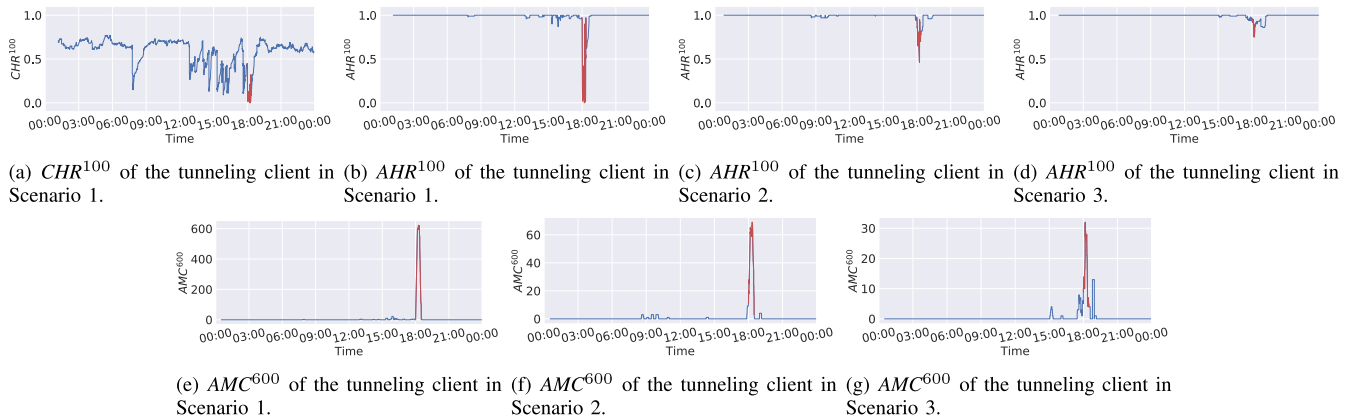 1.0
0.5
0.0
CHR^100
00:00 03:00 06:00 09:00 12:00 15:00 18:00 21:00 00:00
Time
1.0
0.5
0.0
AHR^100
00:00 03:00 06:00 09:00 12:00 15:00 18:00 21:00 00:00
Time
1.0
0.5
0.0
AHR^100
00:00 03:00 06:00 09:00 12:00 15:00 18:00 21:00 00:00
Time
1.0
0.5
0.0
AHR^100
00:00 03:00 06:00 09:00 12:00 15:00 18:00 21:00 00:00
Time
(a) CHR^100 of the tunneling client in
Scenario 1.
(b) AHR^100 of the tunneling client in
Scenario 1.
(c) AHR^100 of the tunneling client in
Scenario 2.
(d) AHR^100 of the tunneling client in
Scenario 3.
600
400
200
0
AMC^600
00:00 03:00 06:00 09:00 12:00 15:00 18:00 21:00 00:00
Time
60
40
20
0
AMC^600
00:00 03:00 06:00 09:00 12:00 15:00 18:00 21:00 00:00
Time
30
20
10
0
AMC^600
00:00 03:00 06:00 09:00 12:00 15:00 18:00 21:00 00:00
Time
(e) AMC^600 of the tunneling client in
Scenario 1.
(f) AMC^600 of the tunneling client in
Scenario 2.
(g) AMC^600 of the tunneling client in
Scenario 3.